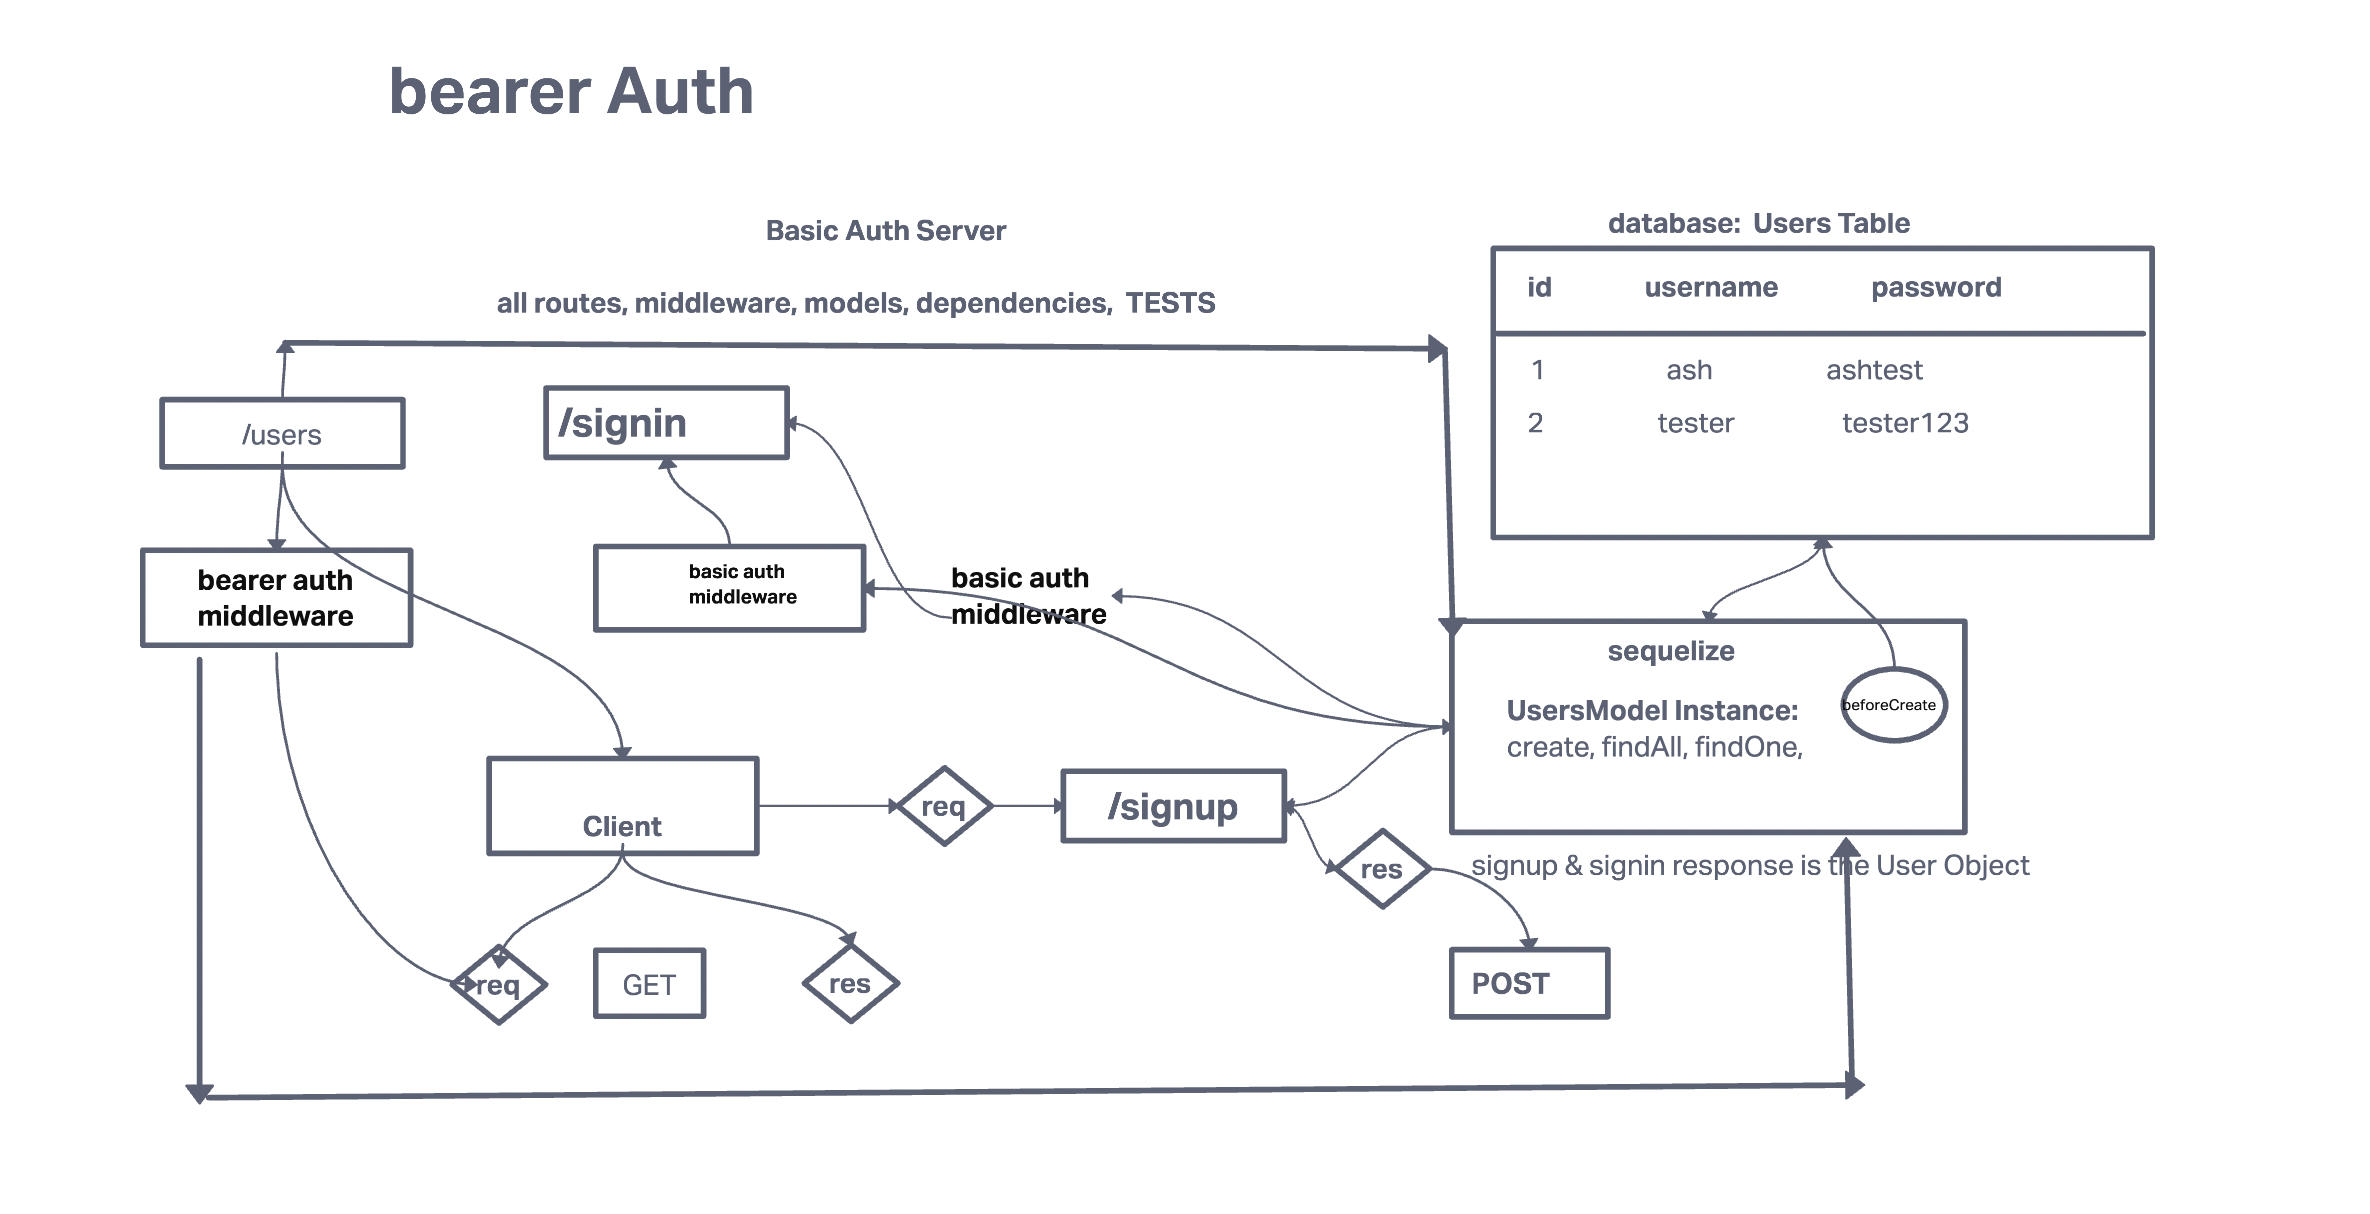 bearer Auth
Basic Auth Server
database:  Users Table
all routes, middleware, models, dependencies,  TESTS
id username password
1 ash ashtest
2 tester tester123
/users
/signin
bearer auth
middleware
basic auth
middleware
basic auth
middleware
sequelize
UsersModel Instance:
create, findAll, findOne,
beforeCreate
Client
req
/signup
res
signup & signin response is the User Object
req
GET
res
POST